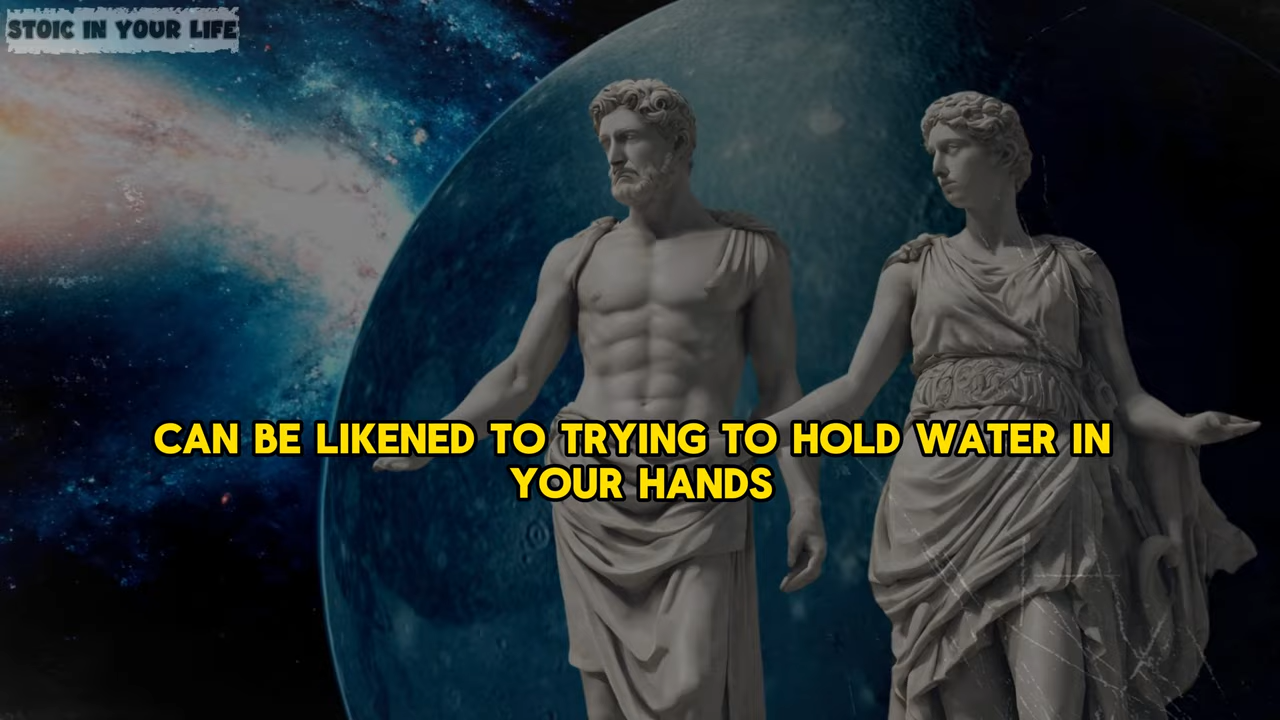 STOIC IN YOUR LIFE
CAN BE LIKENED TO TRYING TO HOLD WATER IN
YOUR HANDS